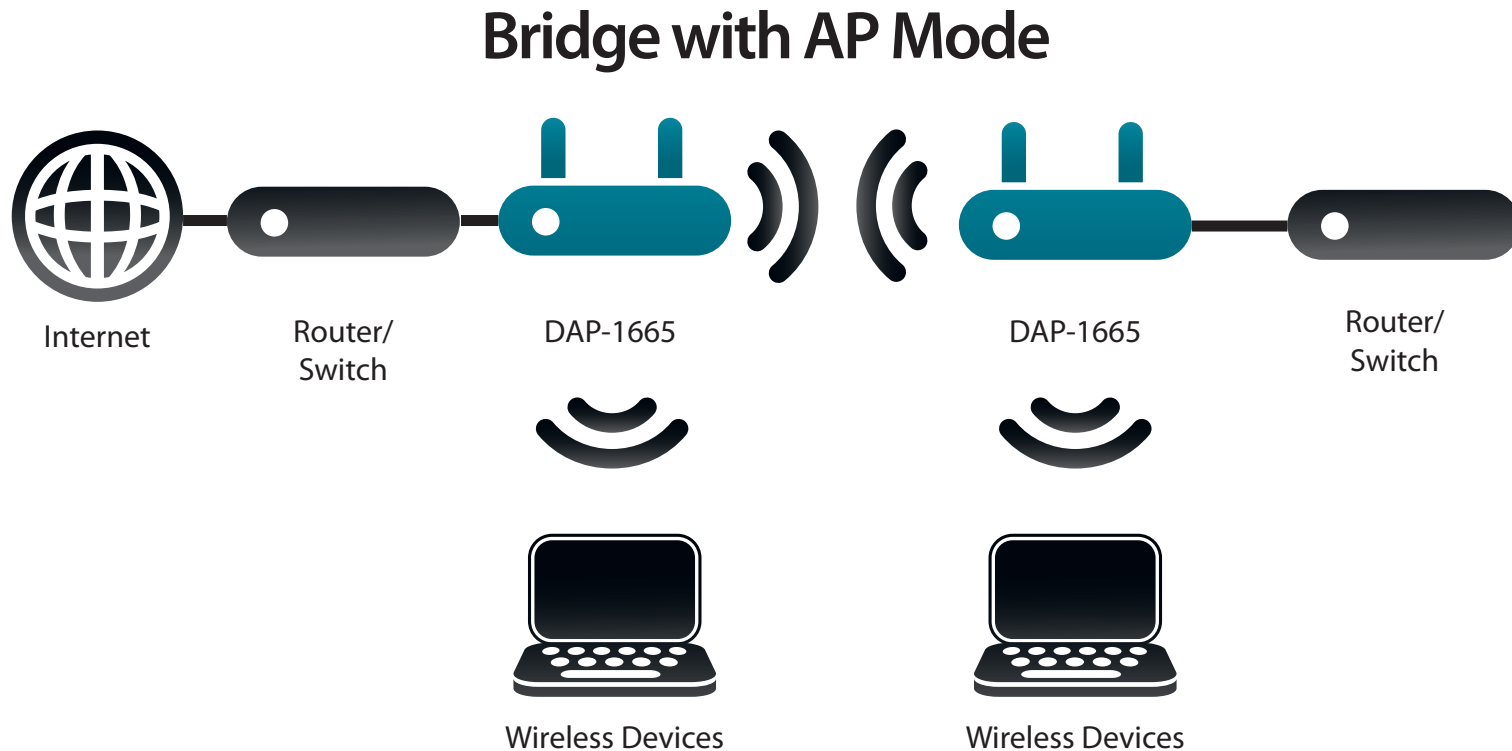 Bridge with AP Mode
Internet
Router/
Switch
DAP-1665
DAP-1665
Router/
Switch
Wireless Devices
Wireless Devices